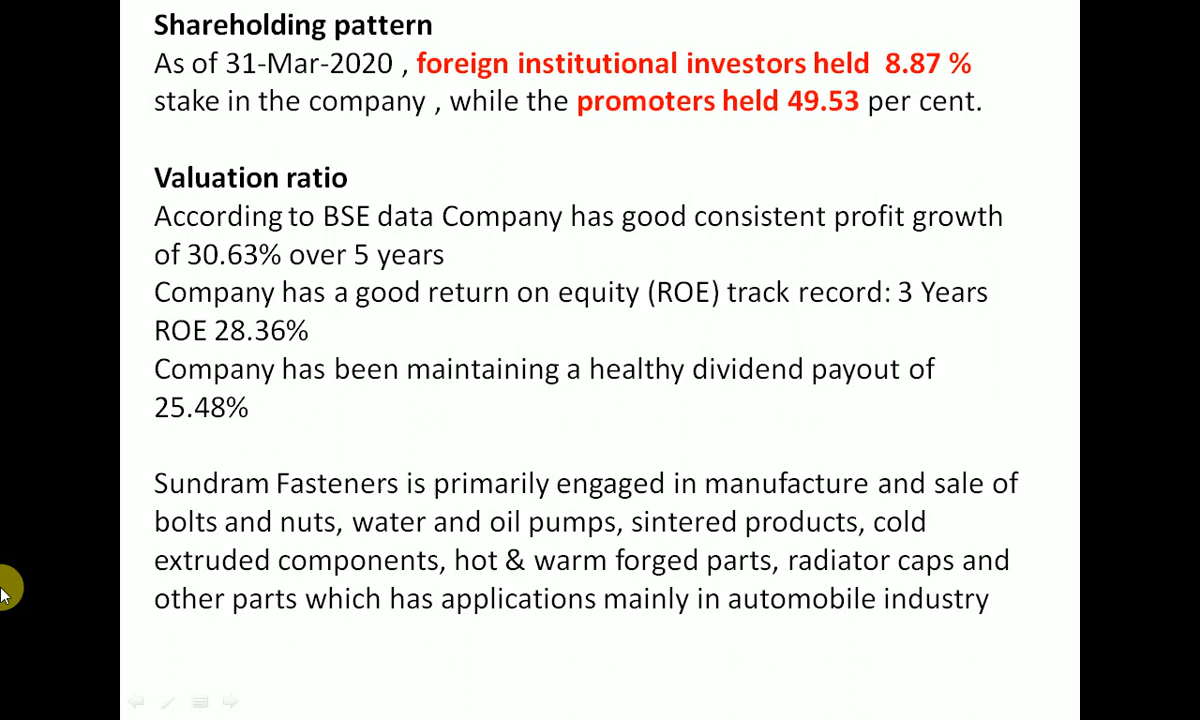 Shareholding pattern
As of 31-Mar-2020 , foreign institutional investors held  8.87 %
stake in the company , while the promoters held 49.53 per cent.
Valuation ratio
According to BSE data Company has good consistent profit growth
of 30.63% over 5 years
Company has a good return on equity (ROE) track record: 3 Years
ROE 28.36%
Company has been maintaining a healthy dividend payout of
25.48%
Sundram Fasteners is primarily engaged in manufacture and sale of
bolts and nuts, water and oil pumps, sintered products, cold
extruded components, hot & warm forged parts, radiator caps and
other parts which has applications mainly in automobile industry